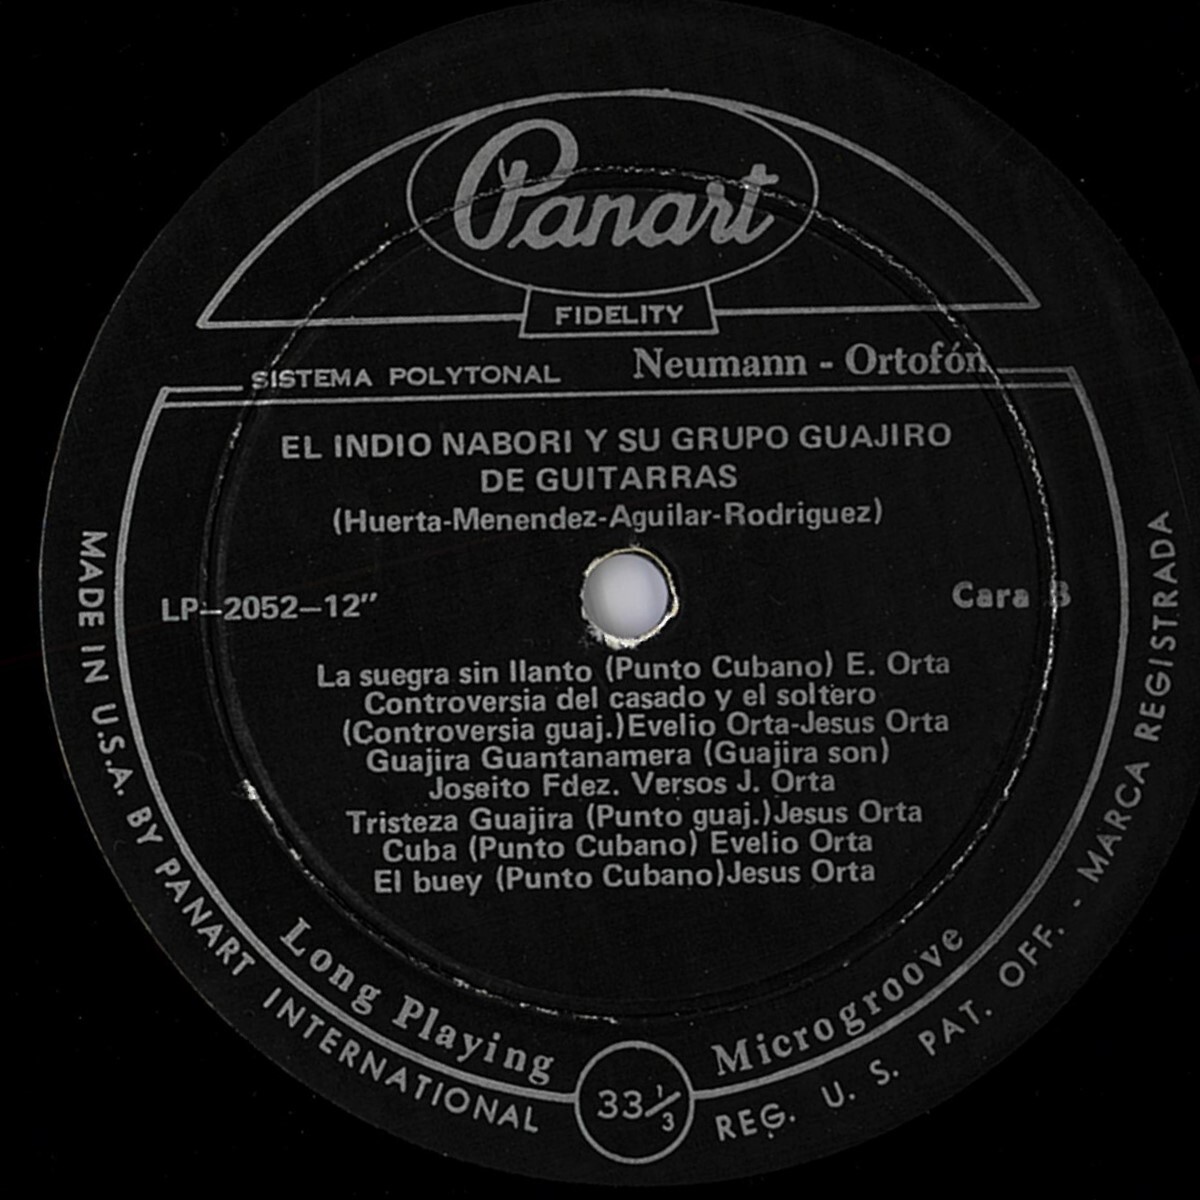 Panart
FIDELITY
SISTEMA POLYTONAL Neumann - Ortofón
EL INDIO NABORI Y SU GRUPO GUAJIRO
DE GUITARRAS
(Huerta-Menendez-Aguilar-Rodriguez)
LP-2052-12" Cara B
La suegra sin llanto (Punto Cubano) E. Orta
Controversia del casado y el soltero
(Controversia guaj.)Evelio Orta-Jesus Orta
Guajira Guantanamera (Guajira son)
Joseito Fdez. Versos J. Orta
Tristeza Guajira (Punto guaj.)Jesus Orta
Cuba (Punto Cubano) Evelio Orta
El buey (Punto Cubano)Jesus Orta
Long Playing 33 1/3 Microgroove
MADE IN U.S.A. BY PANART INTERNATIONAL REG. U. S. PAT. OFF. - MARCA REGISTRADA